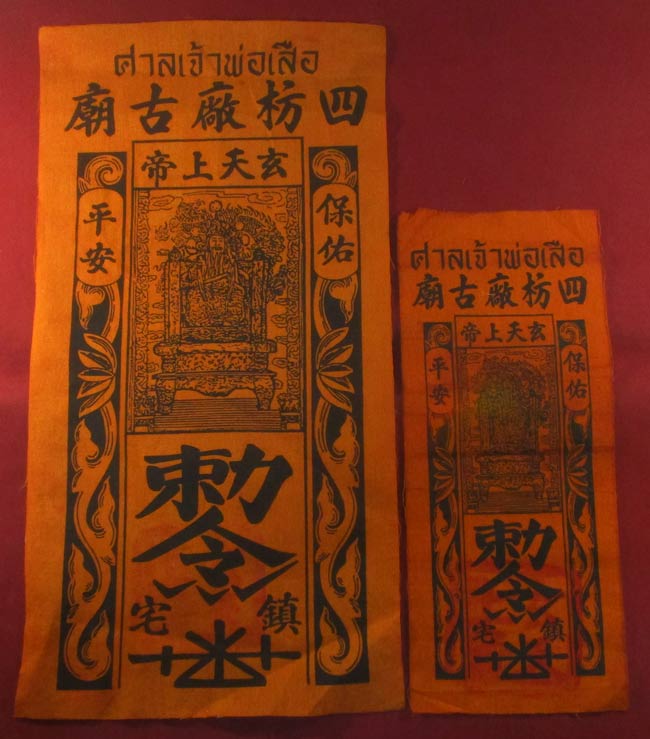 ศาลเจ้าพ่อเสือ
四枋廠古廟
玄天上帝
保佑
平安
勅令
鎮宅
ศาลเจ้าพ่อเสือ
四枋廠古廟
玄天上帝
保佑
平安
勅令
鎮宅